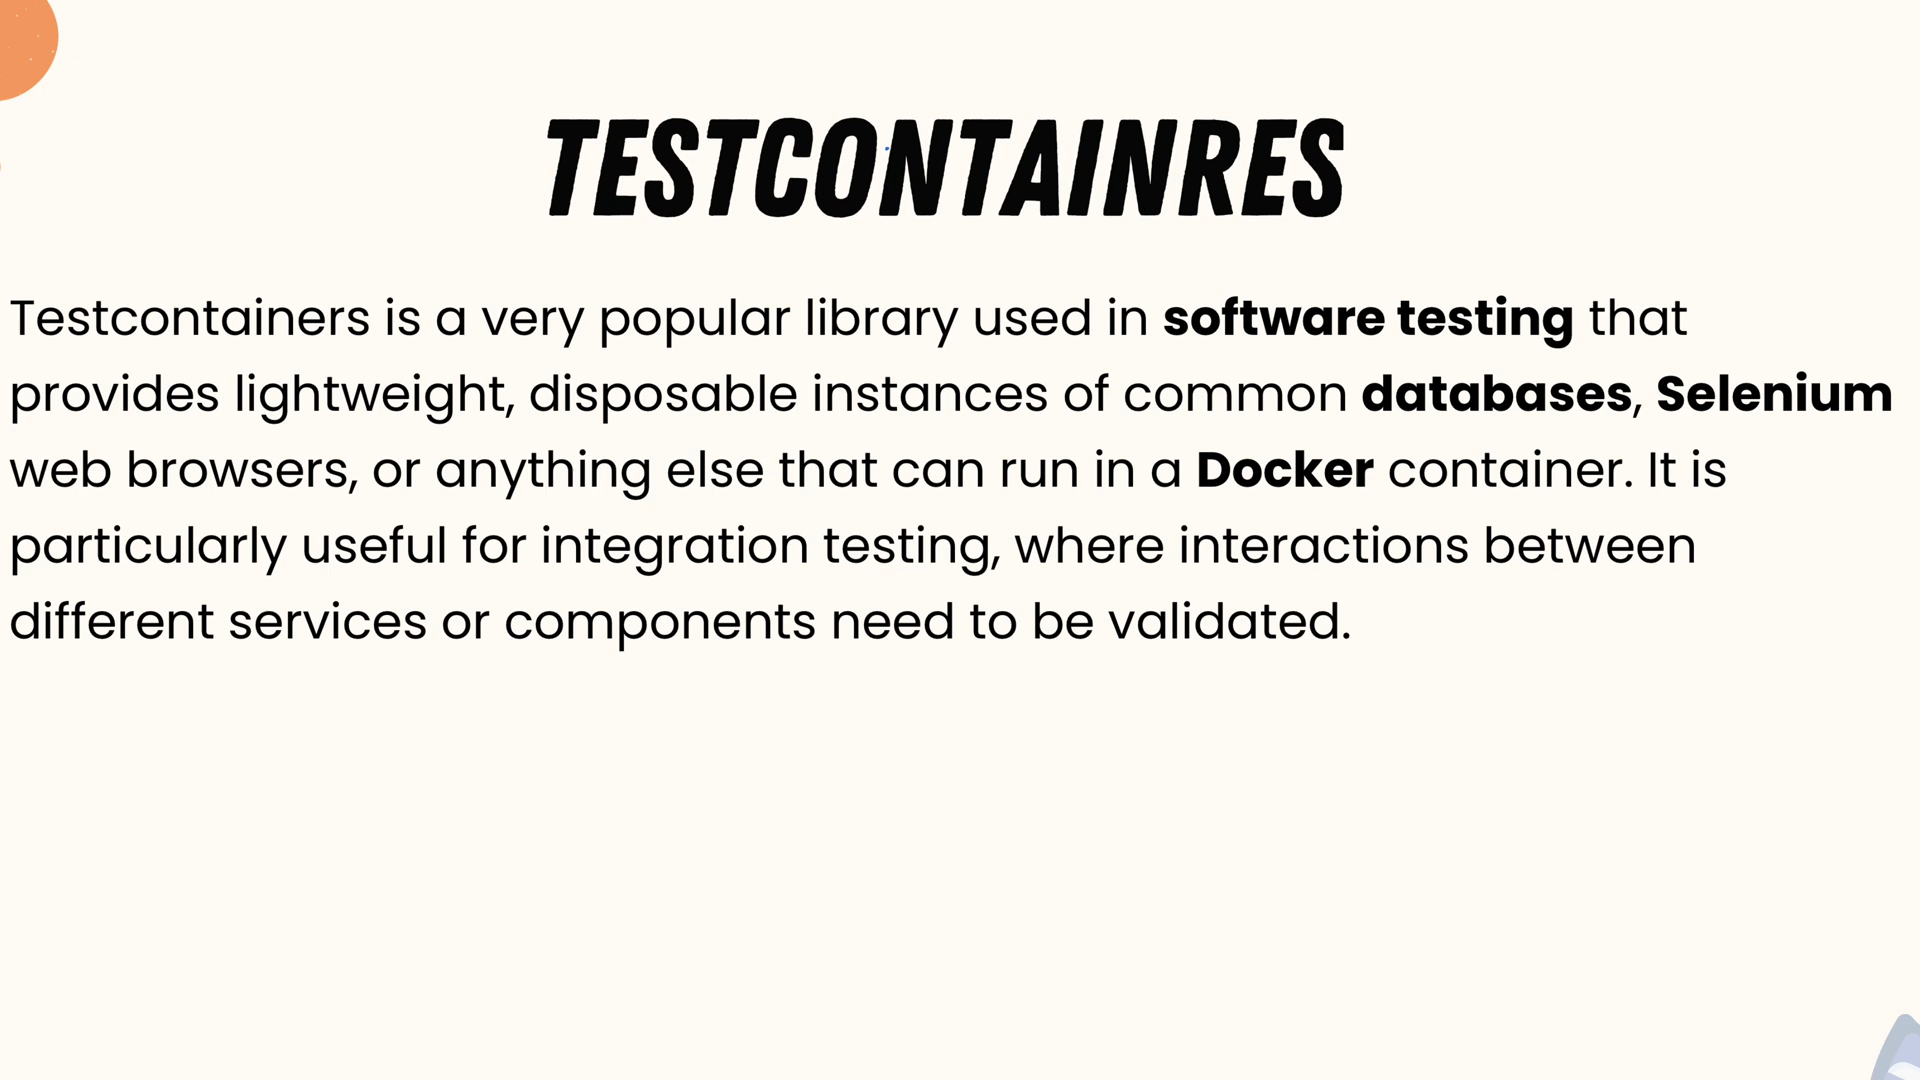 TESTCONTAINRES
Testcontainers is a very popular library used in software testing that
provides lightweight, disposable instances of common databases, Selenium
web browsers, or anything else that can run in a Docker container. It is
particularly useful for integration testing, where interactions between
different services or components need to be validated.